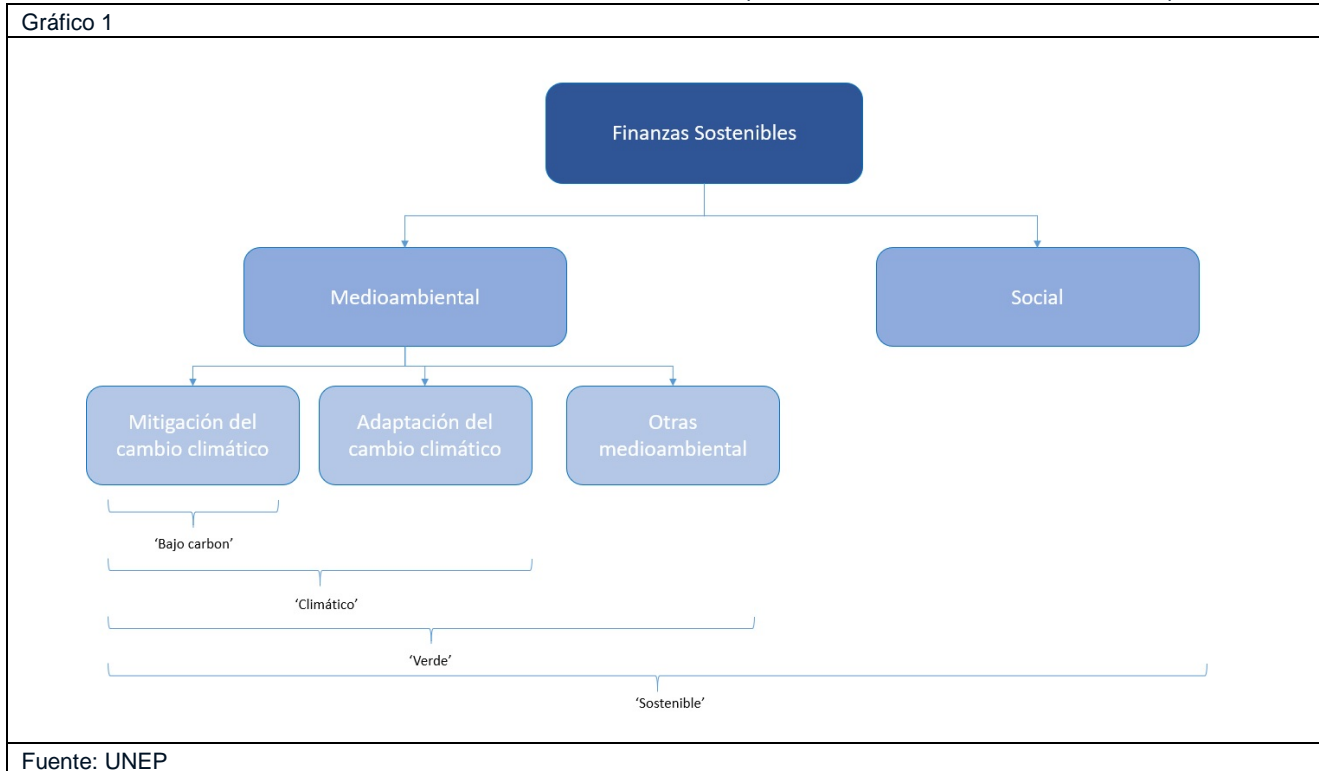 Gráfico 1
Finanzas Sostenibles
Medioambiental
Social
Mitigación del
cambio climático
Adaptación del
cambio climático
Otras
medioambiental
‘Bajo carbon’
‘Climático’
‘Verde’
‘Sostenible’
Fuente: UNEP